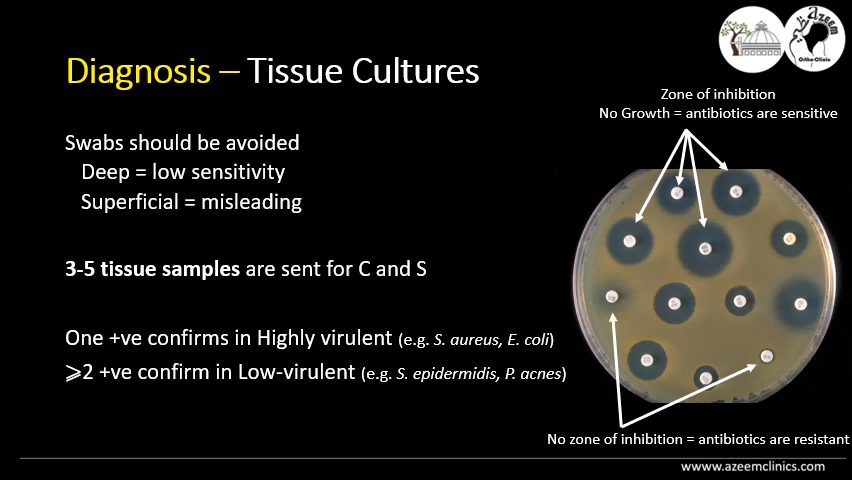 Azeem
Ortho-Clinic
Diagnosis – Tissue Cultures
Zone of inhibition
No Growth = antibiotics are sensitive
Swabs should be avoided
Deep = low sensitivity
Superficial = misleading
3-5 tissue samples are sent for C and S
One +ve confirms in Highly virulent (e.g. S. aureus, E. coli)
⩾2 +ve confirm in Low-virulent (e.g. S. epidermidis, P. acnes)
No zone of inhibition = antibiotics are resistant
www.azeemclinics.com